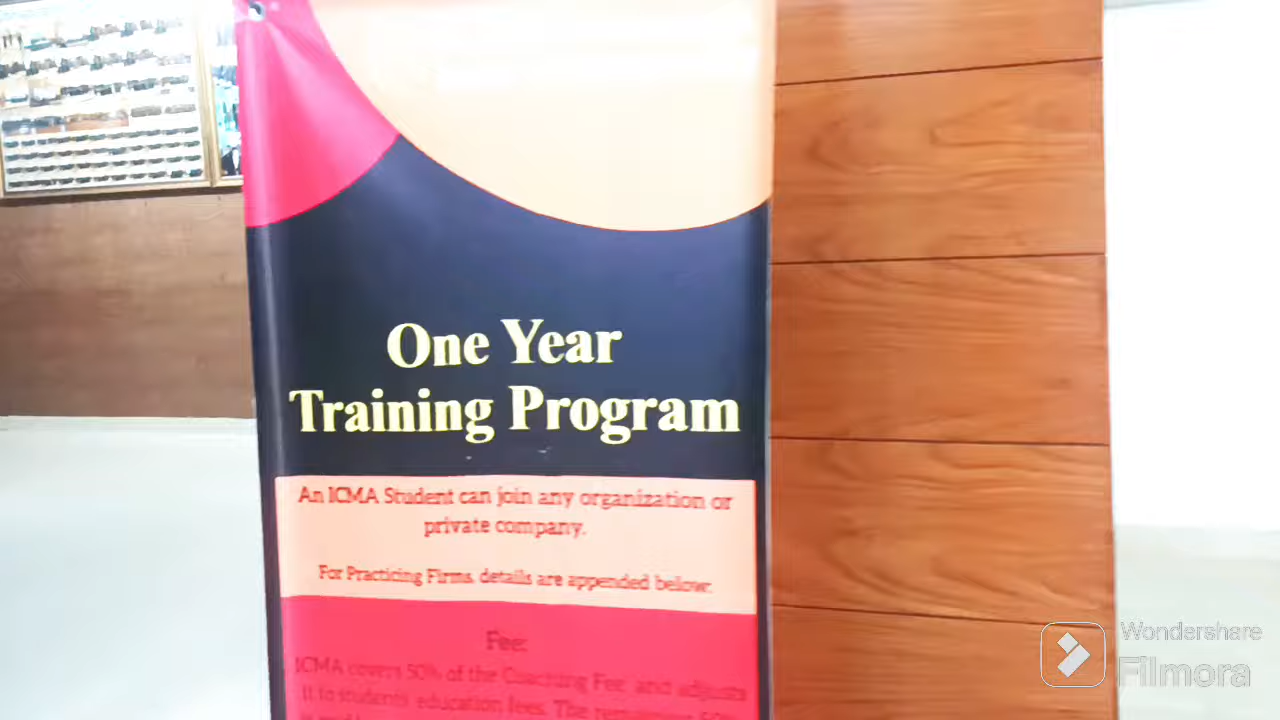 One Year
Training Program
An ICMA Student can join any organization or
private company.
For Practicing Firms, details are appended below:
Fee:
ICMA covers 50% of the Coaching Fee and adjusts
it to students' education fees. The remaining 50%
Wondershare
Filmora